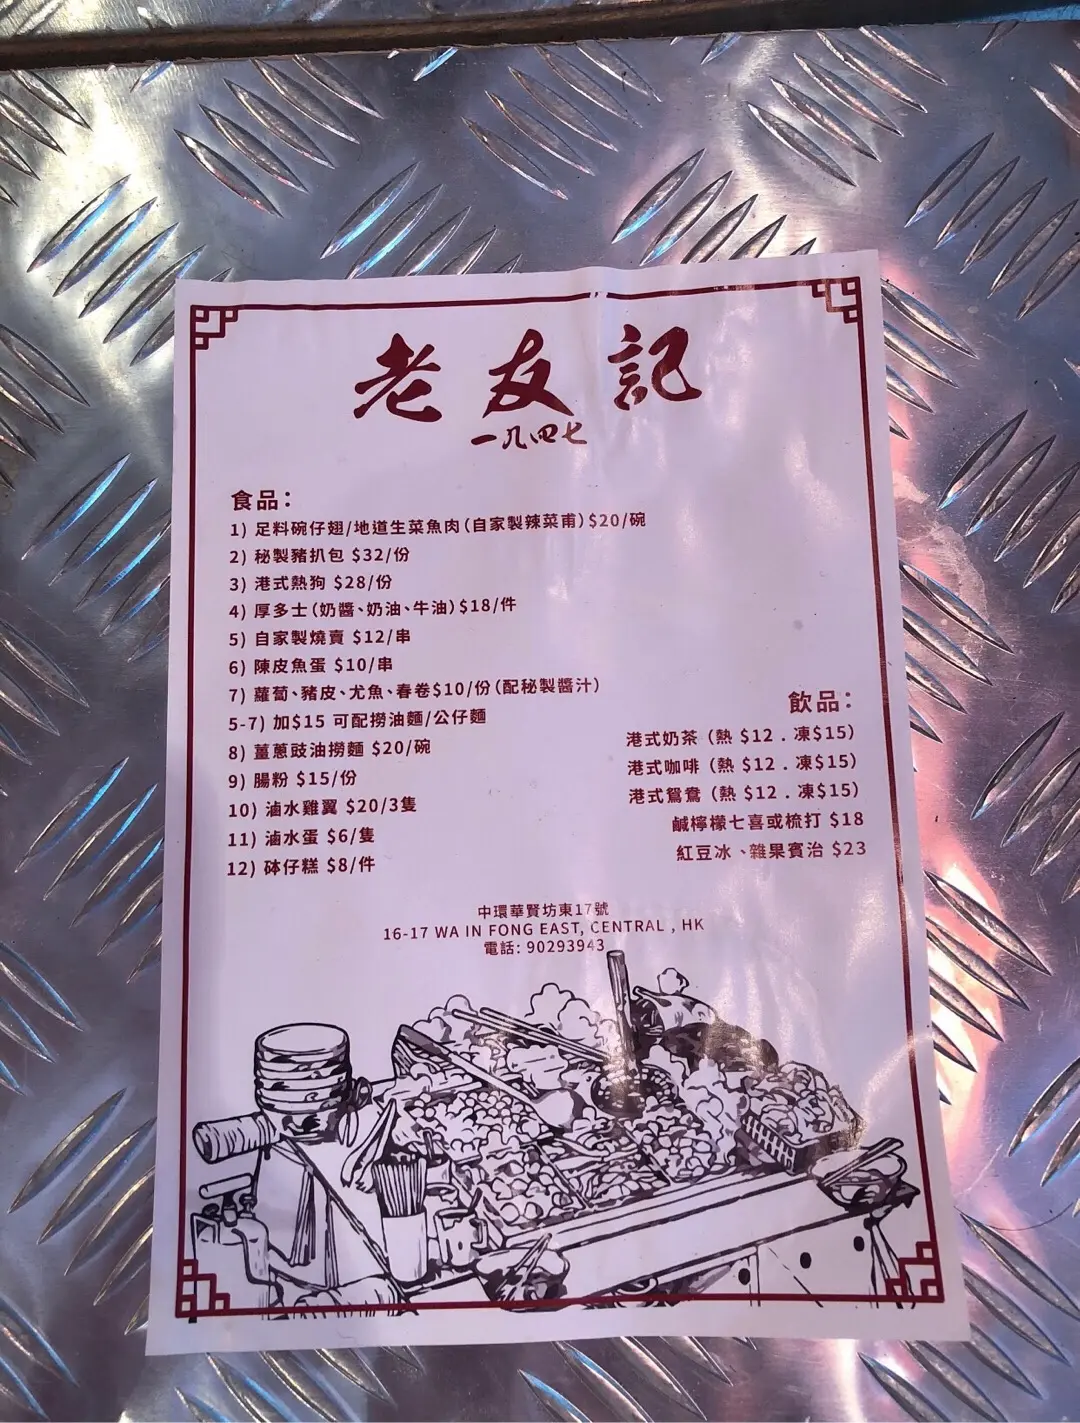 老友記
一九四七
食品：
1) 足料碗仔翅/地道生菜魚肉(自家製辣菜甫)$20/碗
2) 秘製豬扒包 $32/份
3) 港式熱狗 $28/份
4) 厚多士(奶醬、奶油、牛油)$18/件
5) 自家製燒賣 $12/串
6) 陳皮魚蛋 $10/串
7) 蘿蔔、豬皮、尤魚、春卷$10/份(配秘製醬汁)
5-7) 加$15 可配撈油麵/公仔麵
8) 薑蔥豉油撈麵 $20/碗
9) 腸粉 $15/份
10) 滷水雞翼 $20/3隻
11) 滷水蛋 $6/隻
12) 砵仔糕 $8/件
飲品：
港式奶茶 (熱 $12 . 凍$15)
港式咖啡 (熱 $12 . 凍$15)
港式鴛鴦 (熱 $12 . 凍$15)
鹹檸檬七喜或梳打 $18
紅豆冰、雜果賓治 $23
中環華賢坊東17號
16-17 WA IN FONG EAST, CENTRAL , HK
電話: 90293943